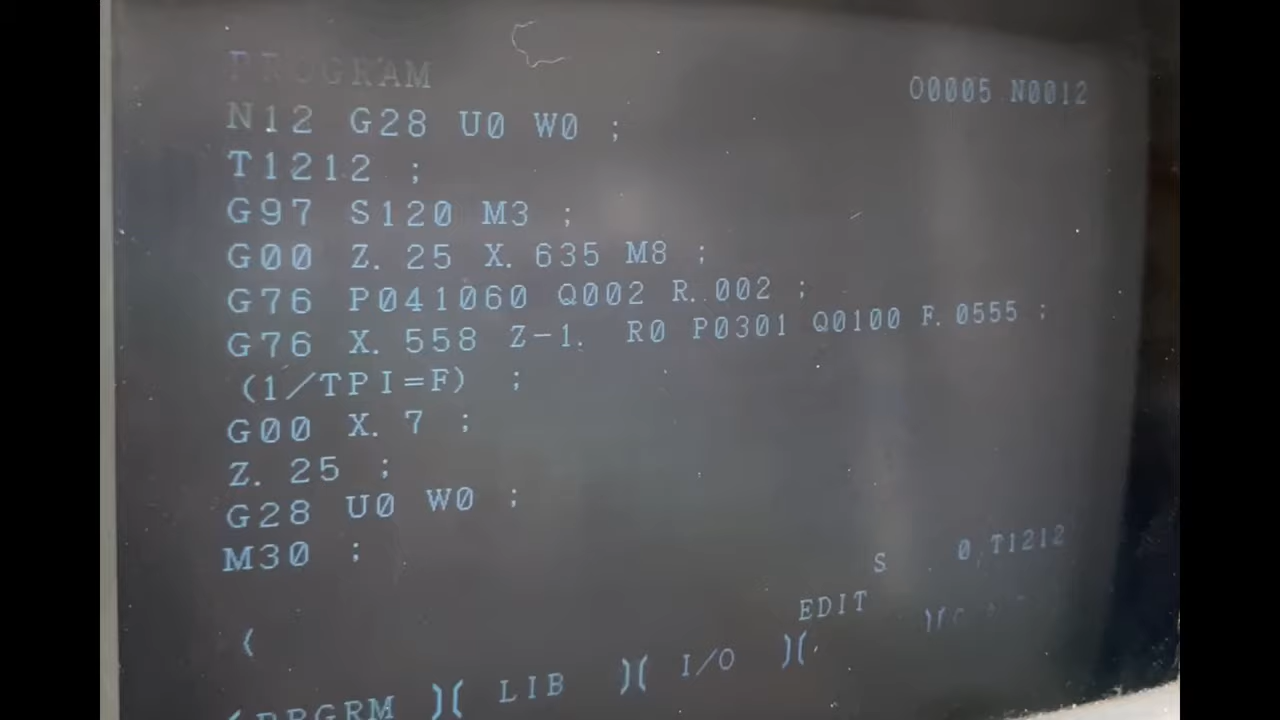 PROGRAM O0005 N0012
N12 G28 U0 W0 ;
T1212 ;
G97 S120 M3 ;
G00 Z.25 X.635 M8 ;
G76 P041060 Q002 R.002 ;
G76 X.558 Z-1. R0 P0301 Q0100 F.0555 ;
(1/TPI=F) ;
G00 X.7 ;
Z.25 ;
G28 U0 W0 ;
M30 ;
S 0 T1212
EDIT
(PRGRM )( LIB )( I/O )(